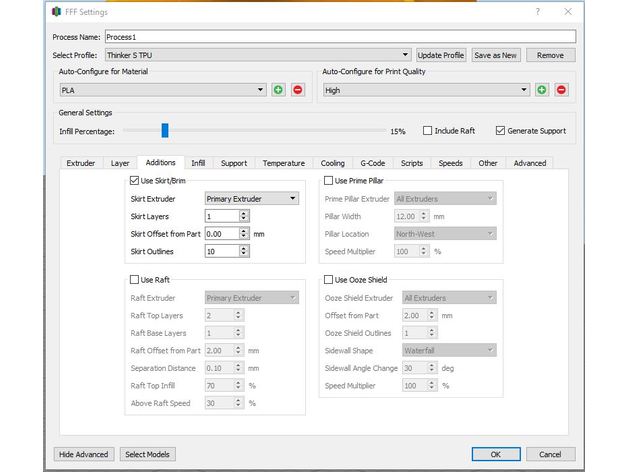 FFF Settings
Process Name: Process1
Select Profile: Thinker S TPU Update Profile Save as New Remove
Auto-Configure for Material Auto-Configure for Print Quality
PLA High
General Settings
Infill Percentage: 15% Include Raft Generate Support
Extruder Layer Additions Infill Support Temperature Cooling G-Code Scripts Speeds Other Advanced
Use Skirt/Brim
Skirt Extruder Primary Extruder
Skirt Layers 1
Skirt Offset from Part 0.00 mm
Skirt Outlines 10
Use Prime Pillar
Prime Pillar Extruder All Extruders
Pillar Width 12.00 mm
Pillar Location North-West
Speed Multiplier 100 %
Use Raft
Raft Extruder Primary Extruder
Raft Top Layers 2
Raft Base Layers 1
Raft Offset from Part 2.00 mm
Separation Distance 0.10 mm
Raft Top Infill 70 %
Above Raft Speed 30 %
Use Ooze Shield
Ooze Shield Extruder All Extruders
Offset from Part 2.00 mm
Ooze Shield Outlines 1
Sidewall Shape Waterfall
Sidewall Angle Change 30 deg
Speed Multiplier 100 %
Hide Advanced Select Models OK Cancel